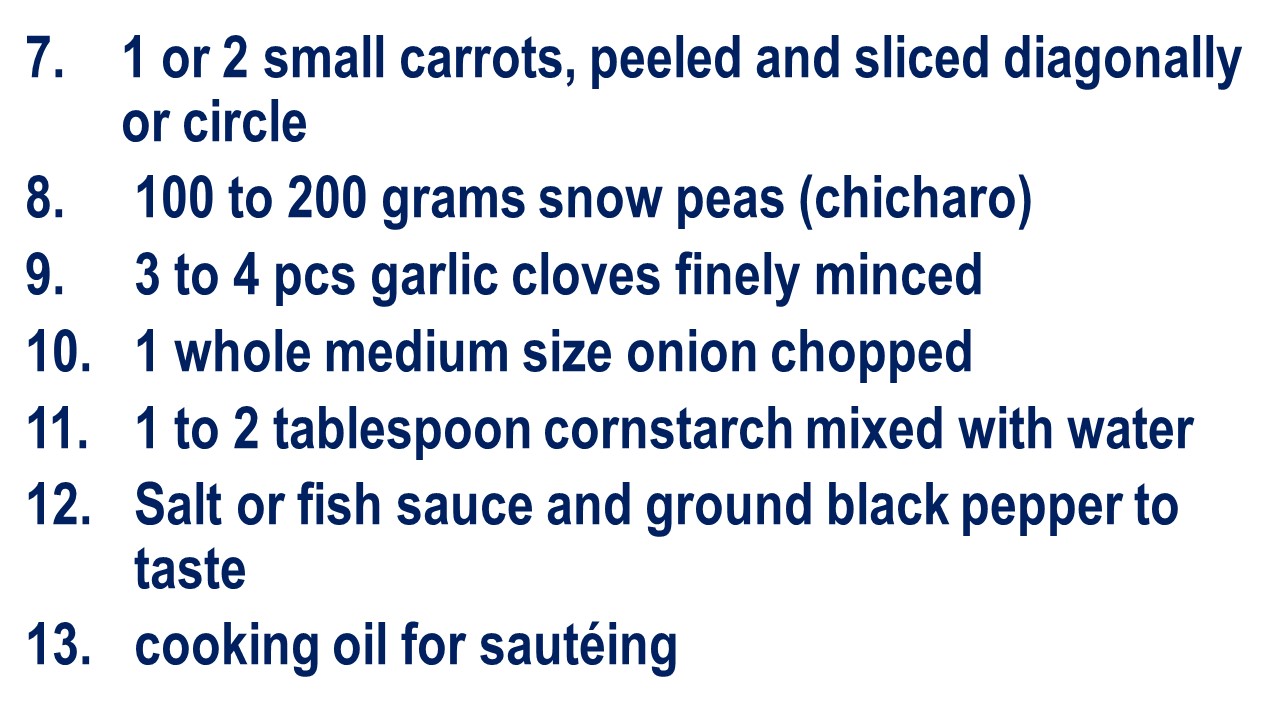 7. 1 or 2 small carrots, peeled and sliced diagonally
or circle
8. 100 to 200 grams snow peas (chicharo)
9. 3 to 4 pcs garlic cloves finely minced
10. 1 whole medium size onion chopped
11. 1 to 2 tablespoon cornstarch mixed with water
12. Salt or fish sauce and ground black pepper to
taste
13. cooking oil for sautéing